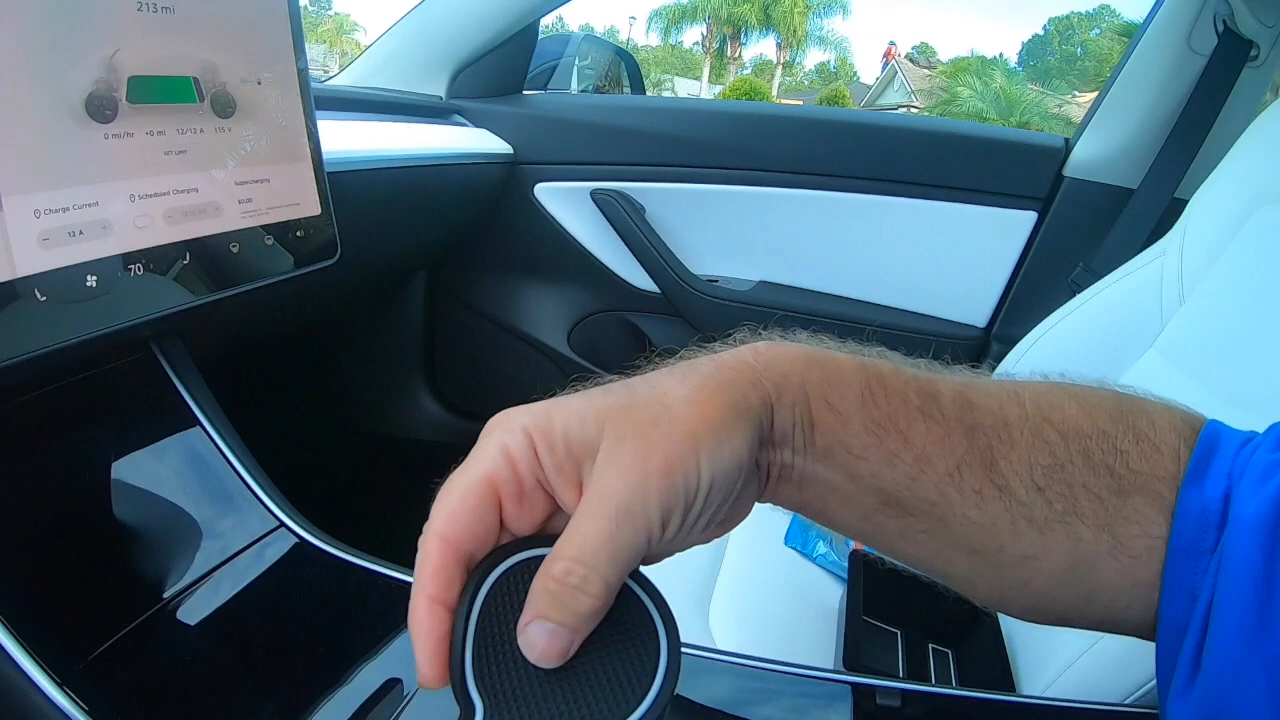 213 mi
0 mi/hr +0 mi 12/12 A 115 V
SET LIMIT
Charge Current
Scheduled Charging
Supercharging
- 12 A +
$0.00
70